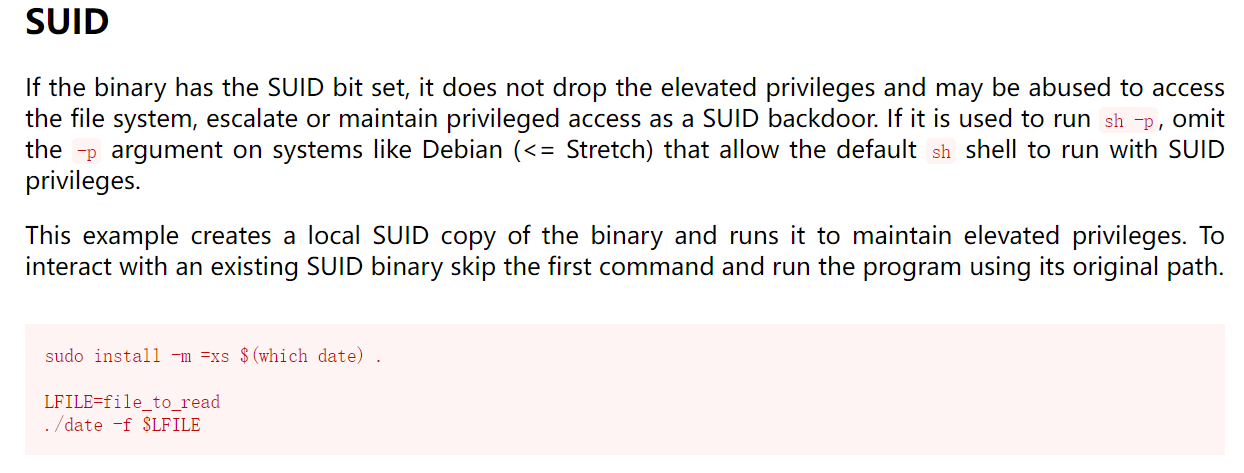 SUID
If the binary has the SUID bit set, it does not drop the elevated privileges and may be abused to access
the file system, escalate or maintain privileged access as a SUID backdoor. If it is used to run sh -p, omit
the -p argument on systems like Debian (<= Stretch) that allow the default sh shell to run with SUID
privileges.
This example creates a local SUID copy of the binary and runs it to maintain elevated privileges. To
interact with an existing SUID binary skip the first command and run the program using its original path.
sudo install -m =xs $(which date) .
LFILE=file_to_read
./date -f $LFILE